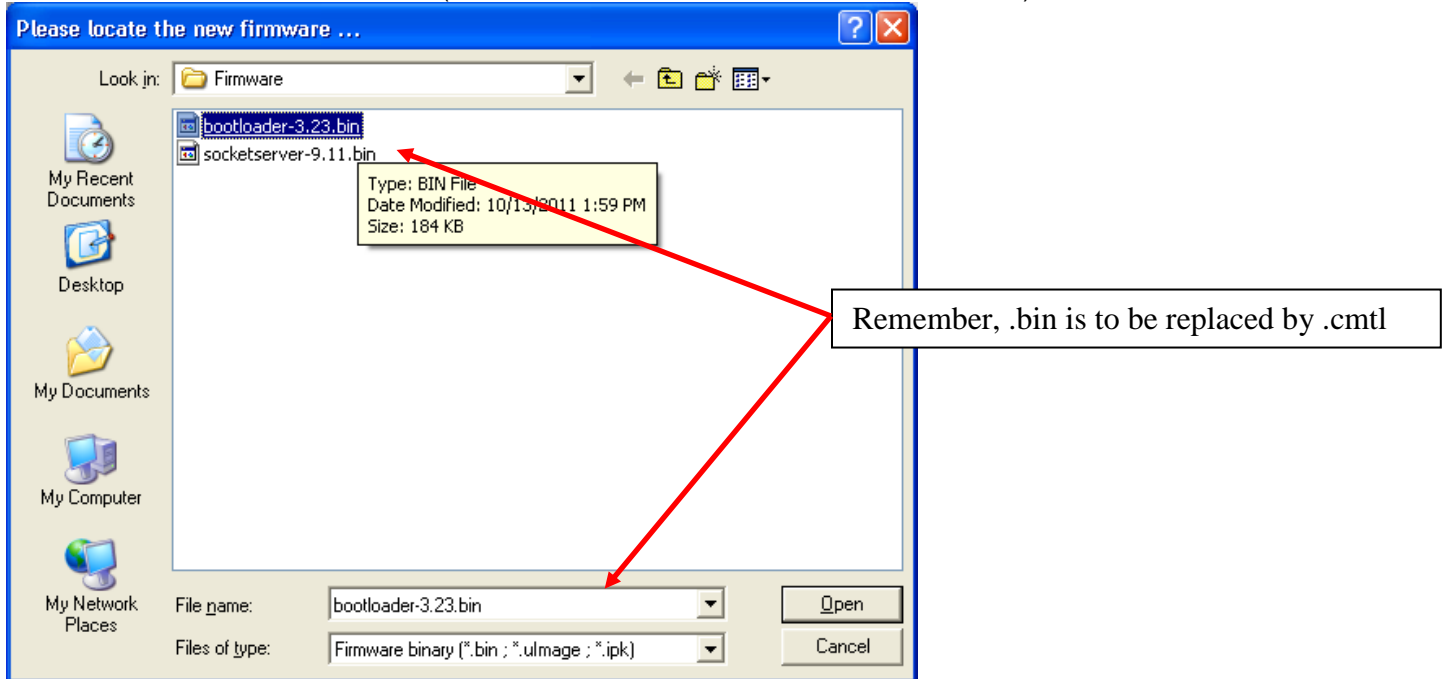 Please locate the new firmware ...
Look in:
Firmware
bootloader-3.23.bin
socketserver-9.11.bin
Type: BIN File
Date Modified: 10/13/2011 1:59 PM
Size: 184 KB
My Recent
Documents
Desktop
My Documents
My Computer
My Network
Places
Remember, .bin is to be replaced by .cmtl
File name:
bootloader-3.23.bin
Open
Files of type:
Firmware binary (*.bin ; *.uImage ; *.ipk)
Cancel